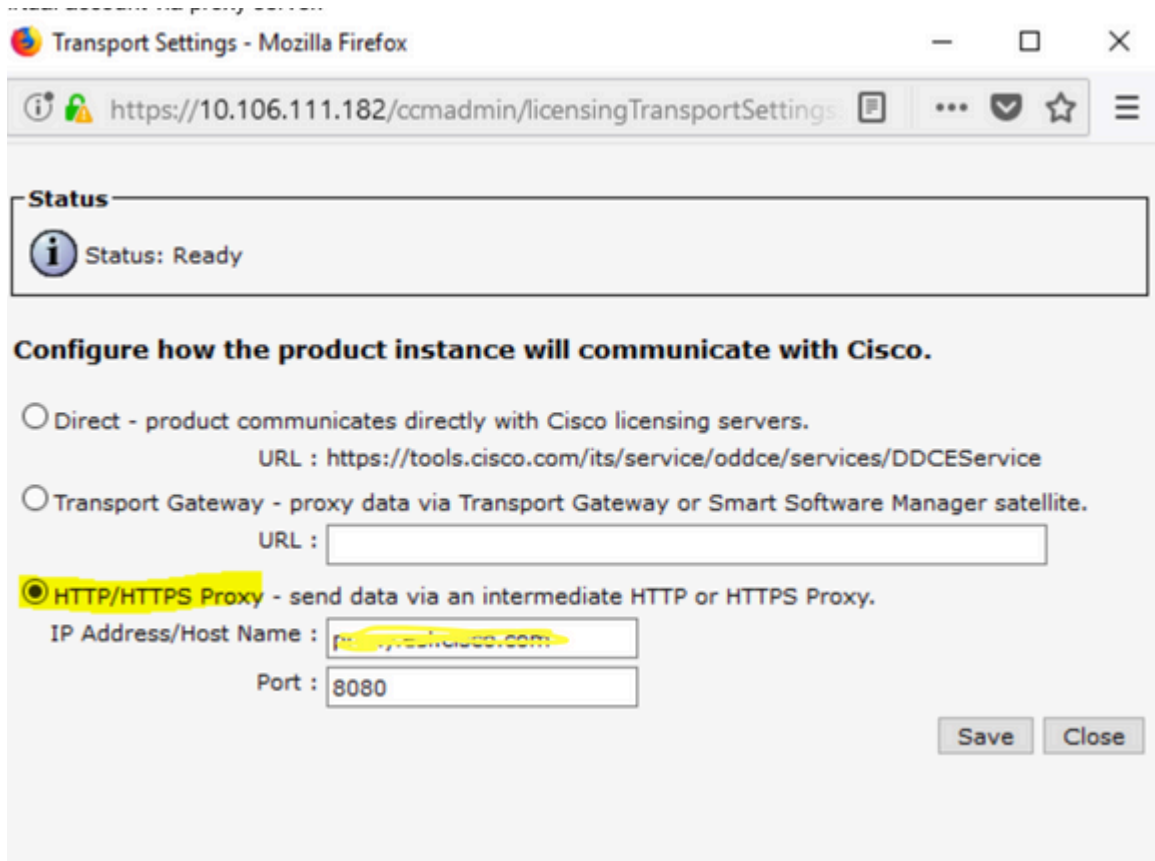 Transport Settings - Mozilla Firefox
https://10.106.111.182/ccmadmin/licensingTransportSettings
Status
Status: Ready
Configure how the product instance will communicate with Cisco.
Direct - product communicates directly with Cisco licensing servers.
URL : https://tools.cisco.com/its/service/oddce/services/DDCEService
Transport Gateway - proxy data via Transport Gateway or Smart Software Manager satellite.
URL :
HTTP/HTTPS Proxy - send data via an intermediate HTTP or HTTPS Proxy.
IP Address/Host Name :
Port : 8080
Save Close